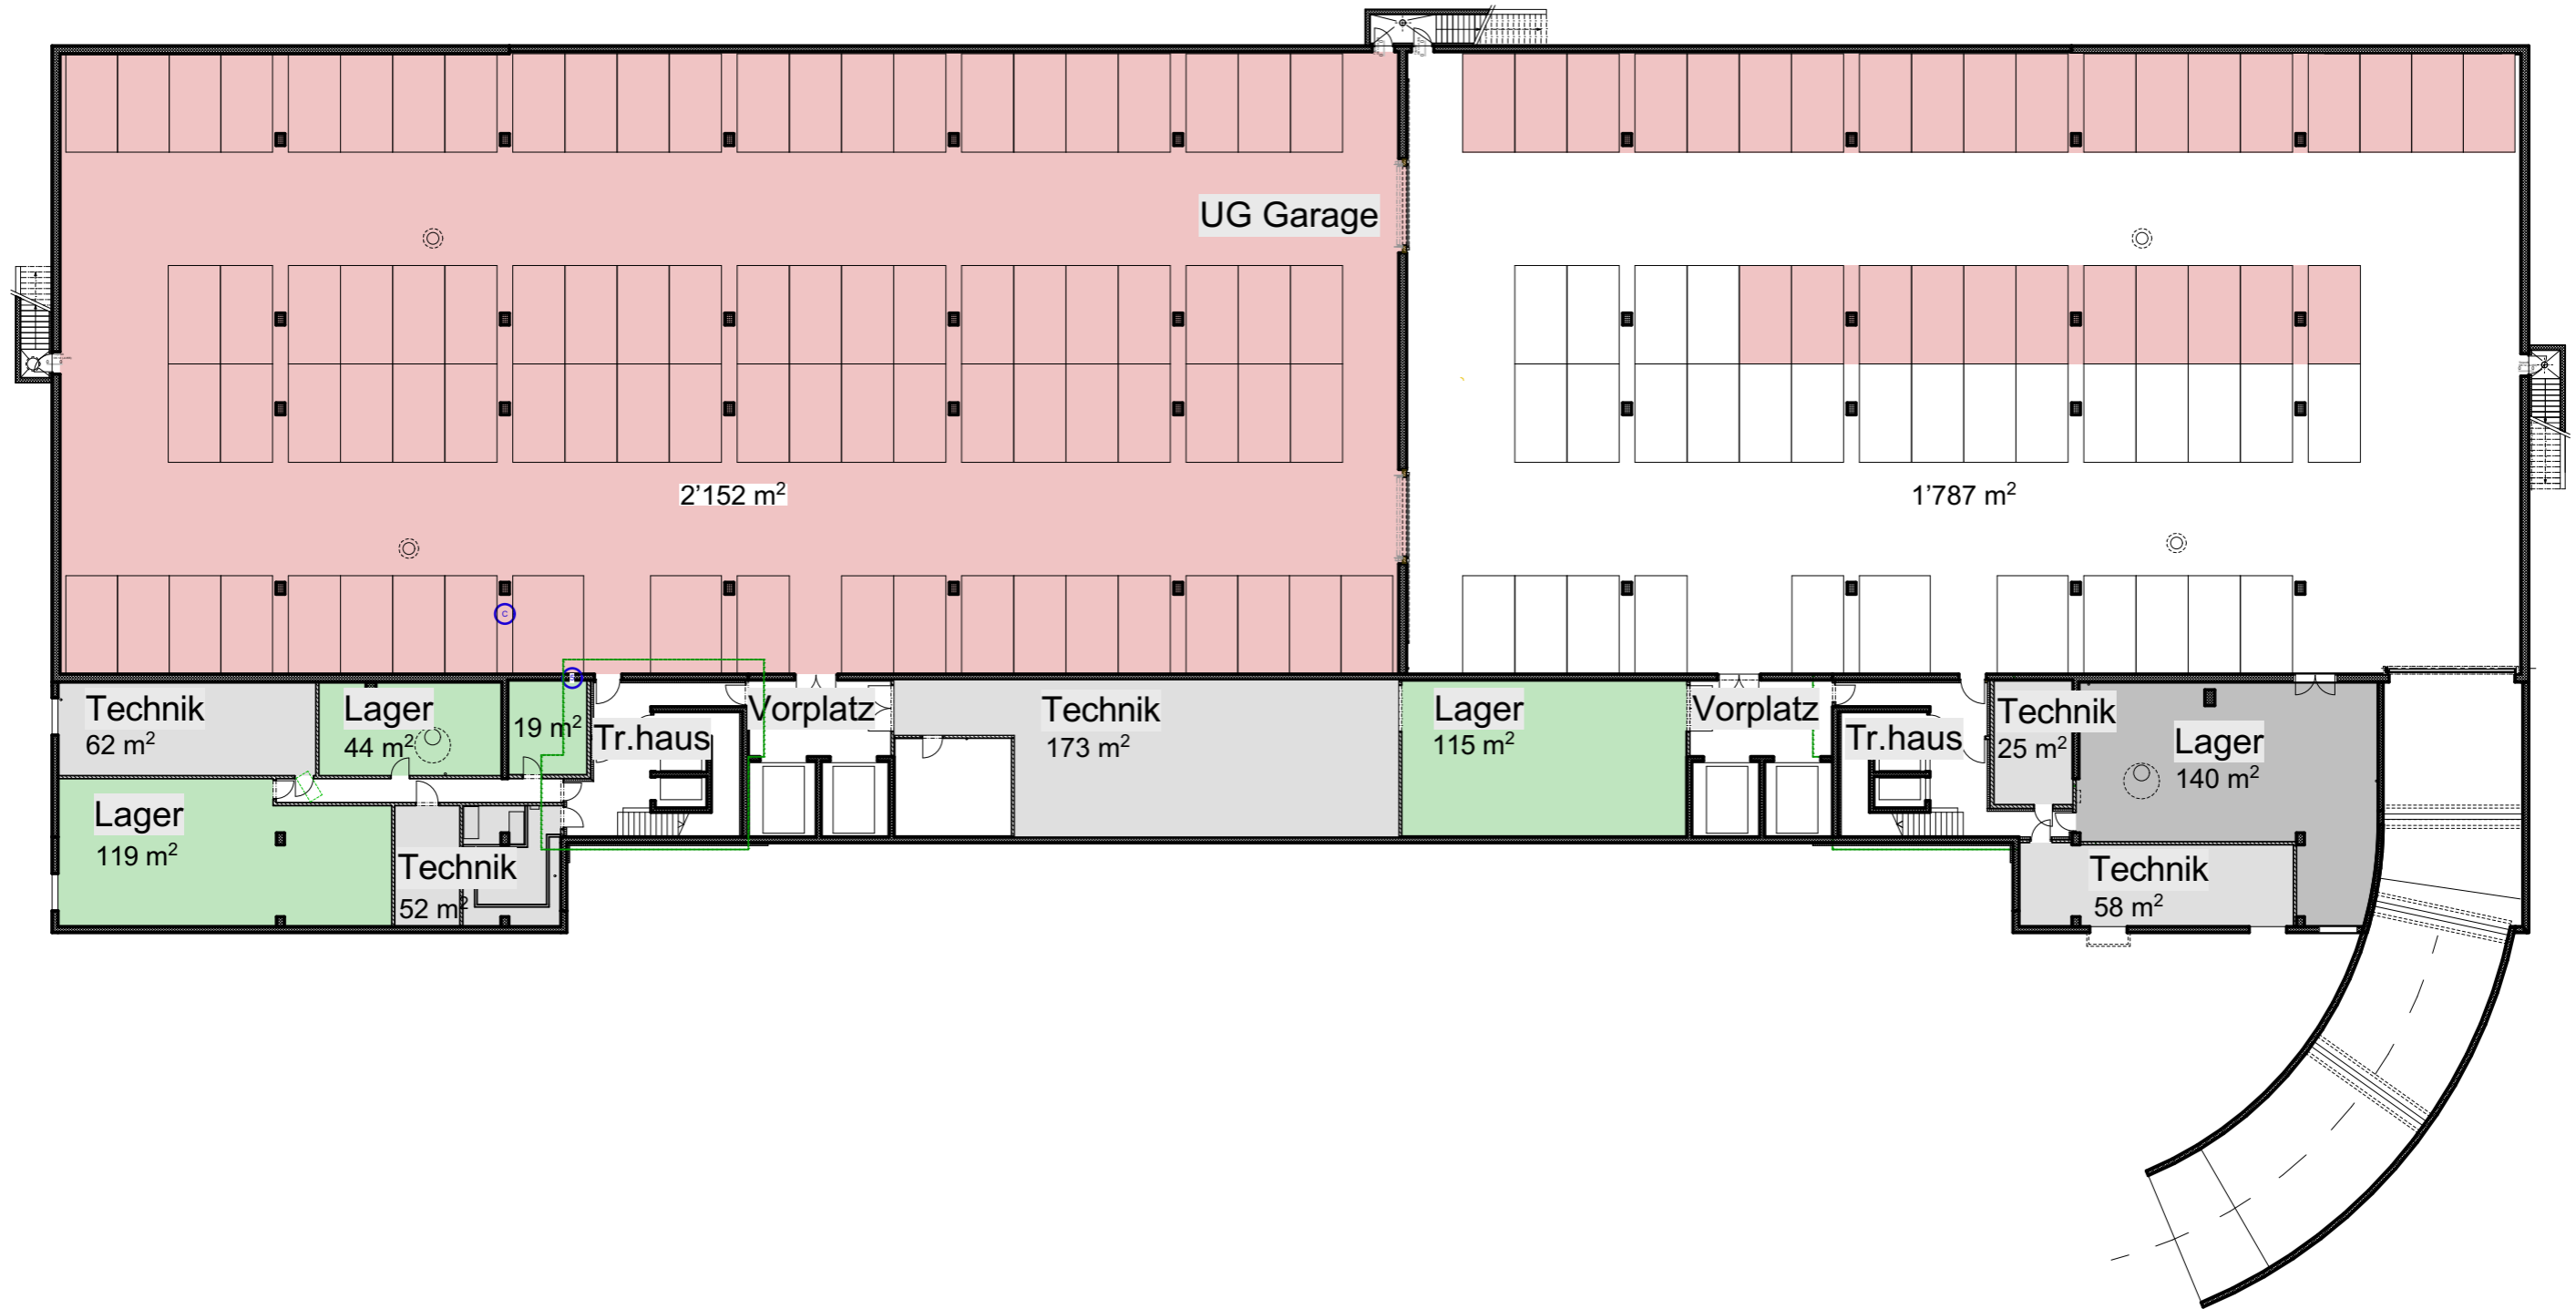 UG Garage
2’152 m²
1’787 m²
c
Technik
62 m²
Lager
44 m²
19 m²
Tr.haus
Vorplatz
Technik
173 m²
Lager
115 m²
Vorplatz
Tr.haus
Technik
25 m²
Lager
140 m²
Lager
119 m²
Technik
52 m²
Technik
58 m²